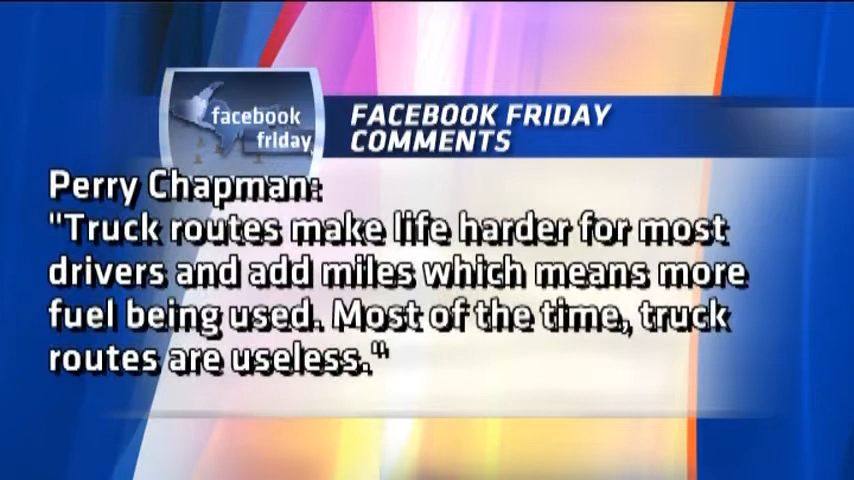 facebook
friday
FACEBOOK FRIDAY
COMMENTS
Perry Chapman:
"Truck routes make life harder for most
drivers and add miles which means more
fuel being used. Most of the time, truck
routes are useless."